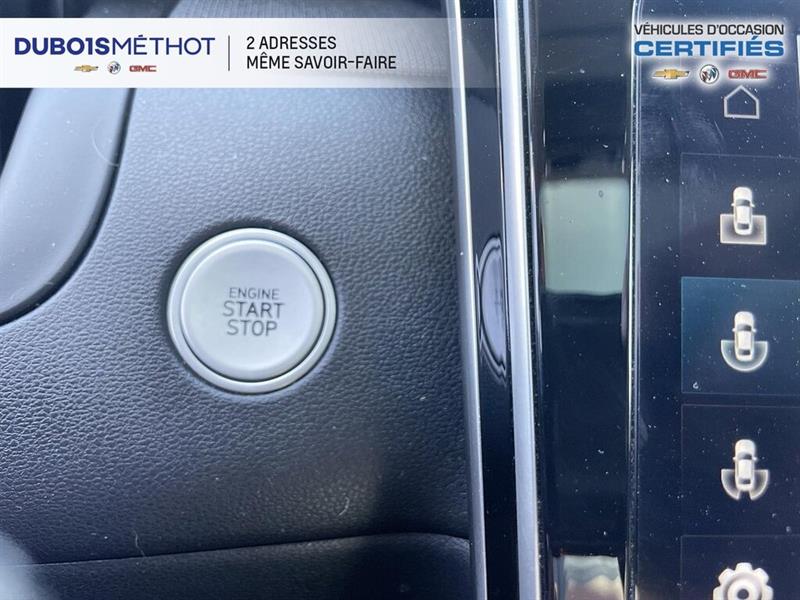 DUBOISMÉTHOT
2 ADRESSES
MÊME SAVOIR-FAIRE
GMC
VÉHICULES D'OCCASION
CERTIFIÉS
GMC
ENGINE
START
STOP